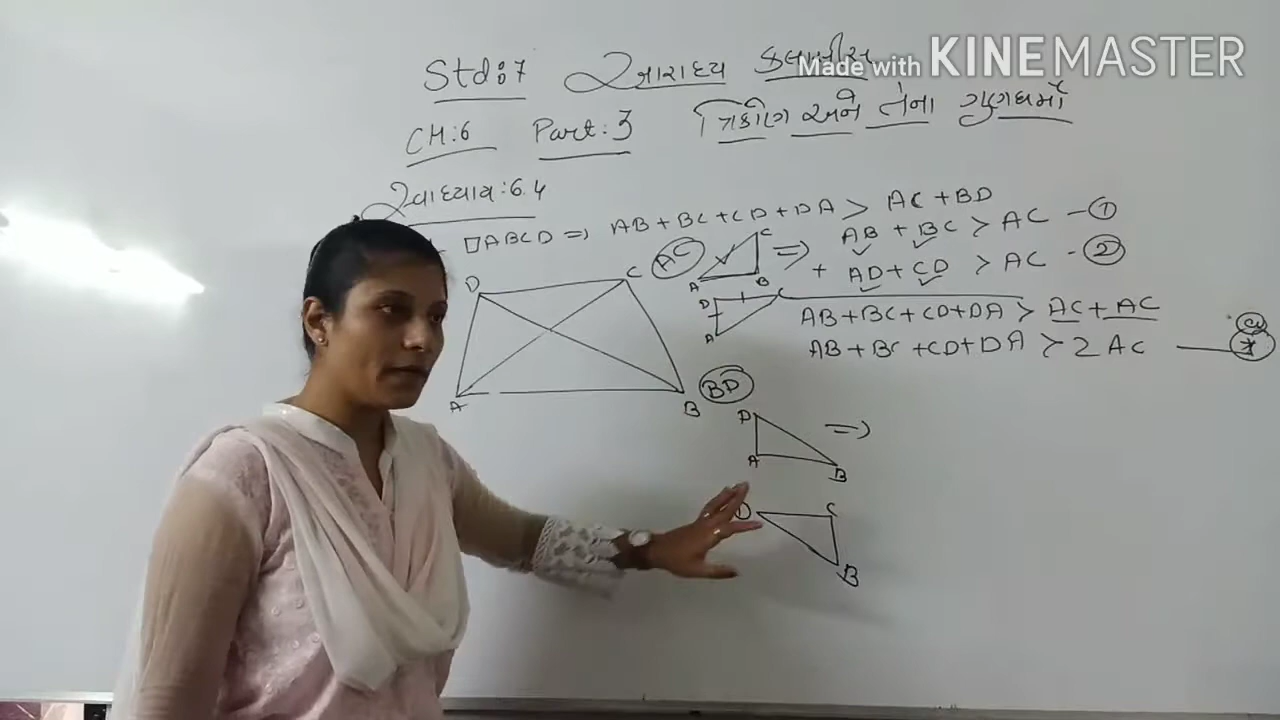 Made with KINEMASTER
Std:7 આરાધ્ય ક્લાસીસ
CH:6 Part:3 ત્રિકોણ અને તેના ગુણધર્મો
સ્વાધ્યાય:6.4
□ABCD => AB+BC+CD+DA > AC+BD
AC A B C => AB + BC > AC - ①
+ AD+CD > AC - ②
D C A AB+BC+CD+DA > AC+AC
AB+BC+CD+DA > 2AC
D C A B
BD
D A B =>
D C B